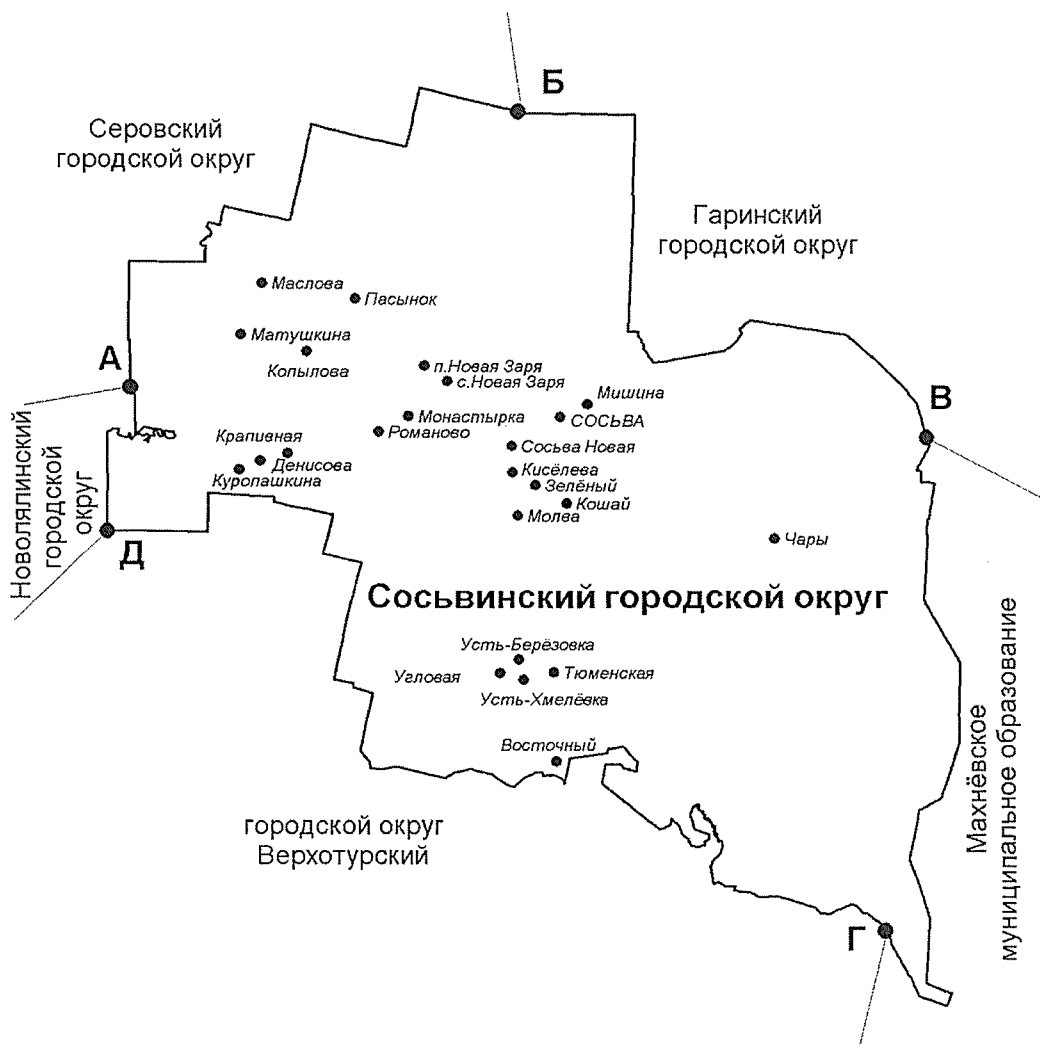 Б
Серовский
городской округ
Гаринский
городской округ
Маслова
Пасынок
Матушкина
Копылова
А
п.Новая Заря
с.Новая Заря
Мишина
В
Монастырка
СОСЬВА
Романово
Крапивная
Сосьва Новая
Денисова
Кисёлева
Куропашкина
Зелёный
Кошай
Молва
Новолялинский
городской
округ
Д
Чары
Сосьвинский городской округ
Усть-Берёзовка
Угловая
Тюменская
Усть-Хмелёвка
Восточный
Махнёвское
муниципальное образование
городской округ
Верхотурский
Г